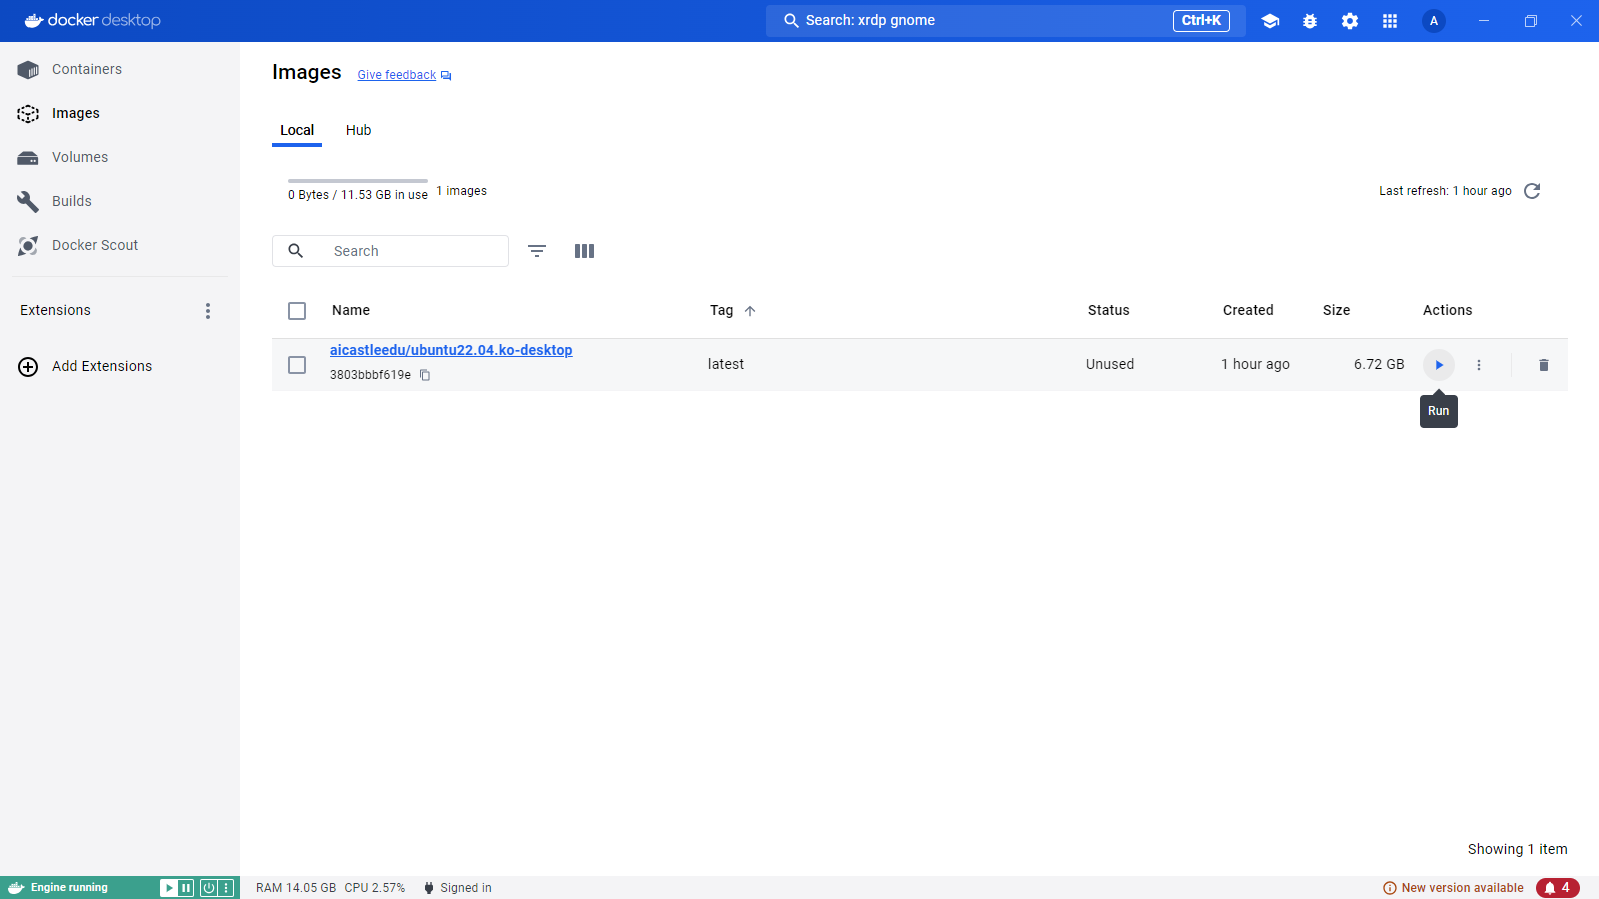 docker desktop
Search: xrdp gnome
Ctrl+K
A
Containers
Images
Volumes
Builds
Docker Scout
Extensions
Add Extensions
Images
Give feedback
Local
Hub
0 Bytes / 11.53 GB in use
1 images
Last refresh: 1 hour ago
Search
Name
Tag
Status
Created
Size
Actions
aicastleedu/ubuntu22.04.ko-desktop
3803bbbf619e
latest
Unused
1 hour ago
6.72 GB
Run
Showing 1 item
Engine running
RAM 14.05 GB
CPU 2.57%
Signed in
New version available
4